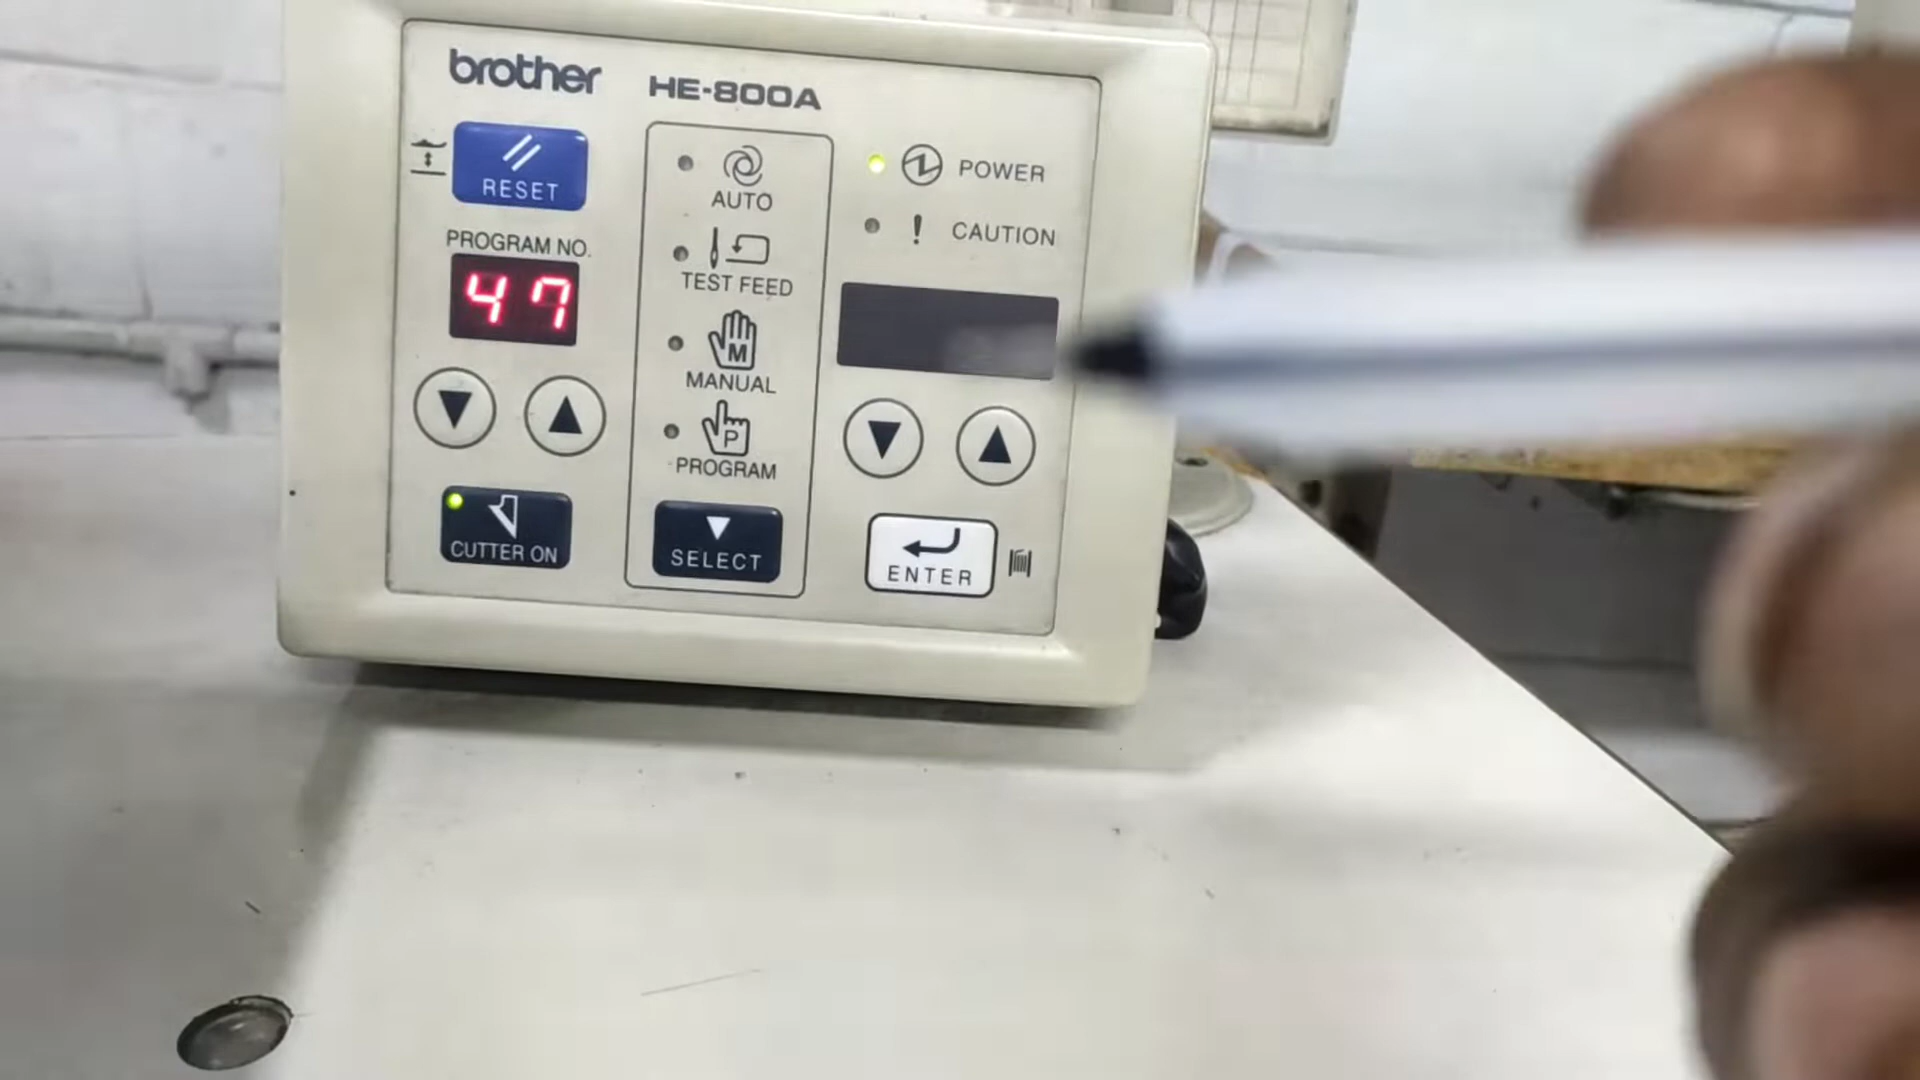 brother HE-800A
RESET
PROGRAM NO.
47
CUTTER ON
AUTO
TEST FEED
M
MANUAL
P
PROGRAM
SELECT
POWER
! CAUTION
ENTER